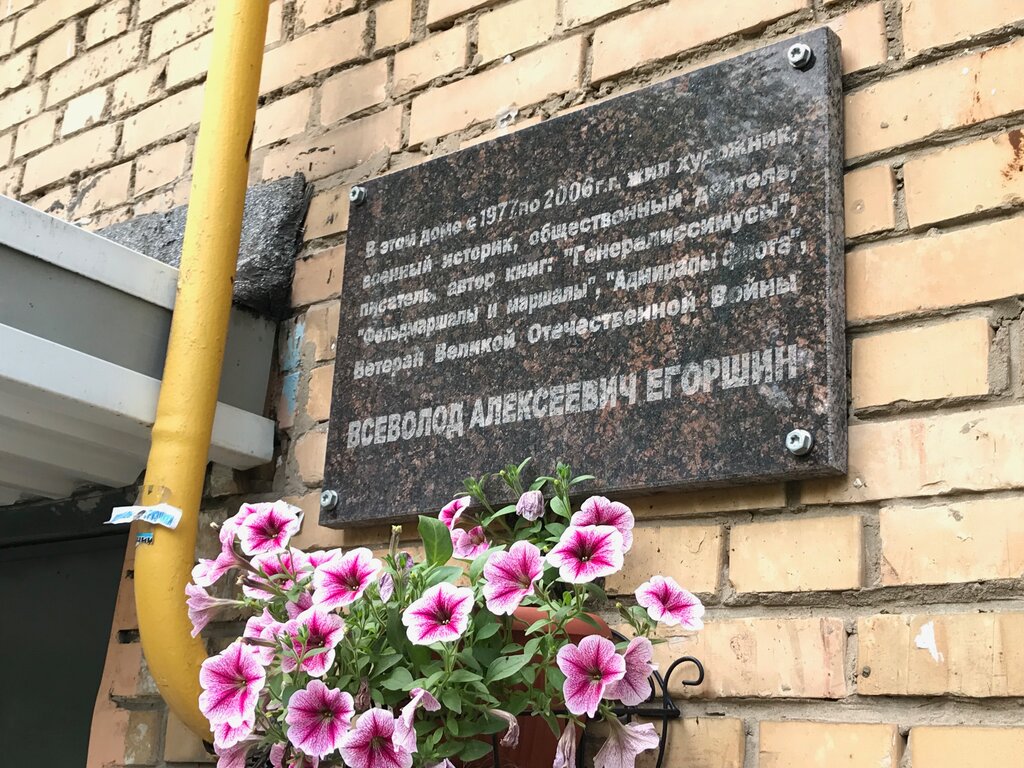 В этой доме с 1977 по 2006 г.г. жил Художник,
военный историк, общественный деятель,
писатель, автор книг: "Генералиссимусы",
"Фельдмаршалы и маршалы", "Адмиралы флота",
Ветеран Великой Отечественной Войны
ВСЕВОЛОД АЛЕКСЕЕВИЧ ЕГОРШИН